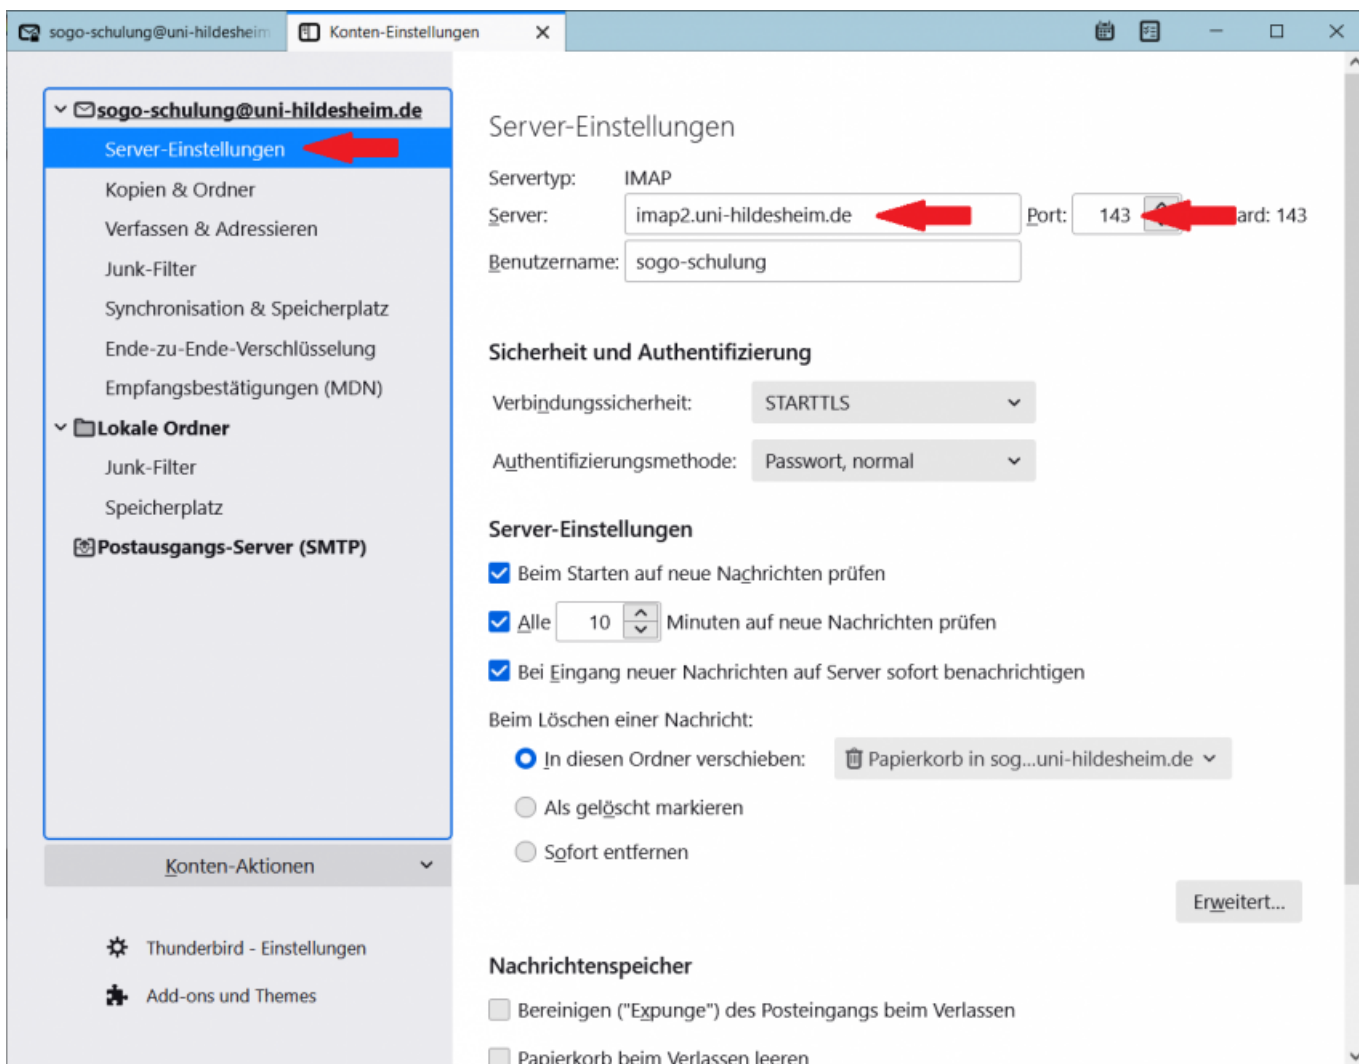 sogo-schulung@uni-hildesheim
Konten-Einstellungen
sogo-schulung@uni-hildesheim.de
Server-Einstellungen
Kopien & Ordner
Verfassen & Adressieren
Junk-Filter
Synchronisation & Speicherplatz
Ende-zu-Ende-Verschlüsselung
Empfangsbestätigungen (MDN)
Lokale Ordner
Junk-Filter
Speicherplatz
Postausgangs-Server (SMTP)
Konten-Aktionen
Thunderbird - Einstellungen
Add-ons und Themes
Server-Einstellungen
Servertyp: IMAP
Server: imap2.uni-hildesheim.de Port: 143 ard: 143
Benutzername: sogo-schulung
Sicherheit und Authentifizierung
Verbindungssicherheit: STARTTLS
Authentifizierungsmethode: Passwort, normal
Server-Einstellungen
Beim Starten auf neue Nachrichten prüfen
Alle 10 Minuten auf neue Nachrichten prüfen
Bei Eingang neuer Nachrichten auf Server sofort benachrichtigen
Beim Löschen einer Nachricht:
In diesen Ordner verschieben: Papierkorb in sog...uni-hildesheim.de
Als gelöscht markieren
Sofort entfernen
Erweitert...
Nachrichtenspeicher
Bereinigen ("Expunge") des Posteingangs beim Verlassen
Papierkorb beim Verlassen leeren